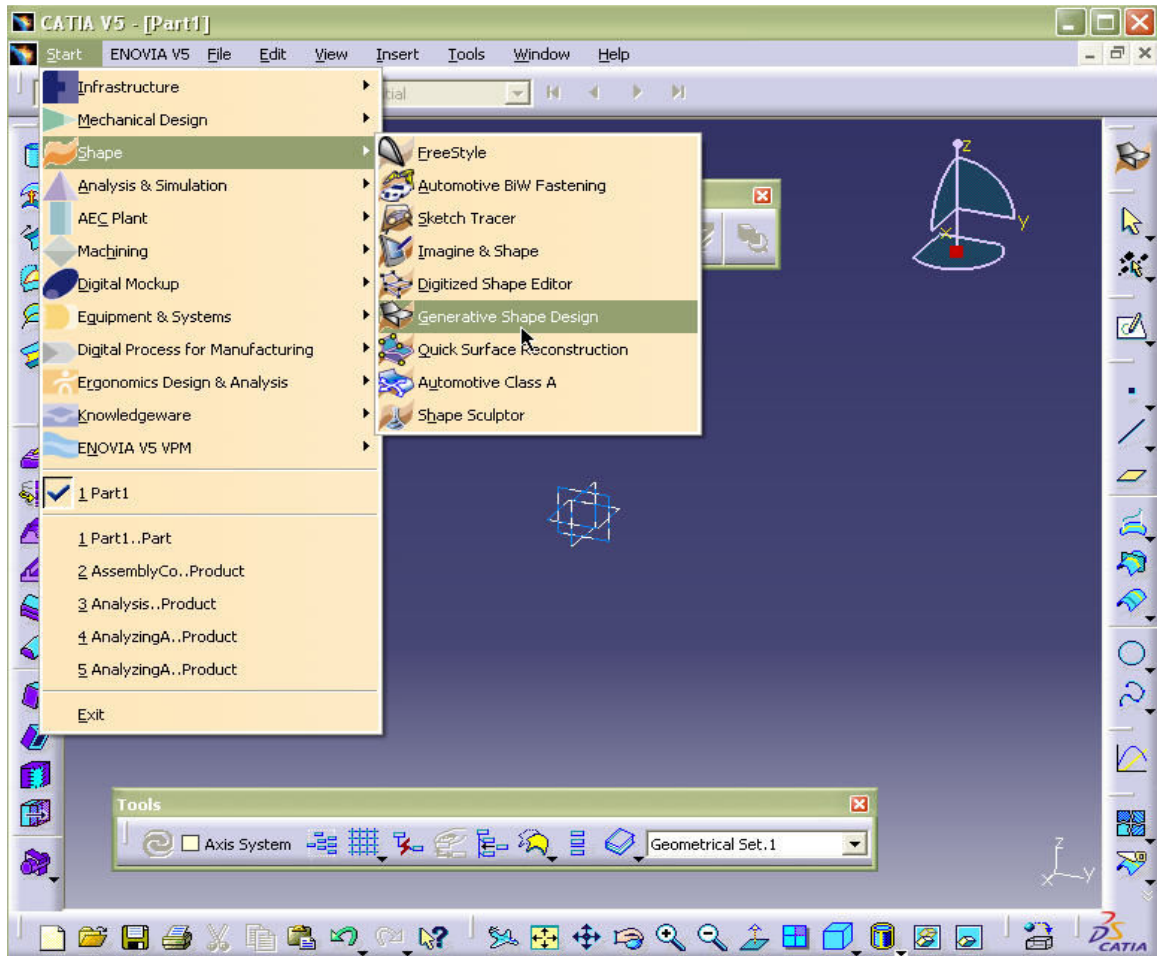 CATIA V5 - [Part1]
Start ENOVIA V5 File Edit View Insert Tools Window Help
Infrastructure
Mechanical Design
Shape
Analysis & Simulation
AEC Plant
Machining
Digital Mockup
Equipment & Systems
Digital Process for Manufacturing
Ergonomics Design & Analysis
Knowledgeware
ENOVIA V5 VPM
1 Part1
1 Part1..Part
2 AssemblyCo..Product
3 Analysis..Product
4 AnalyzingA..Product
5 AnalyzingA..Product
Exit
FreeStyle
Automotive BiW Fastening
Sketch Tracer
Imagine & Shape
Digitized Shape Editor
Generative Shape Design
Quick Surface Reconstruction
Automotive Class A
Shape Sculptor
z
y
x
Tools
Axis System
Geometrical Set.1
z
x
y
CATIA